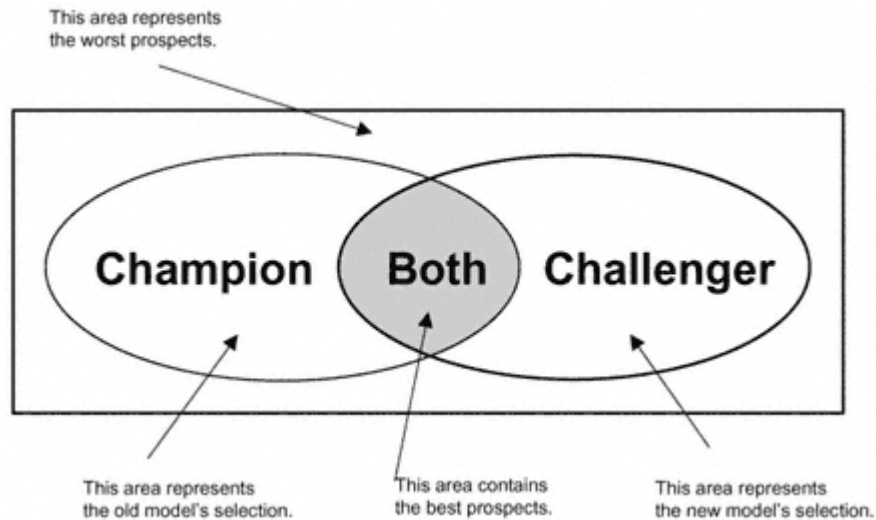 This area represents
the worst prospects.
Champion
Both
Challenger
This area represents
the old model's selection.
This area contains
the best prospects.
This area represents
the new model's selection.